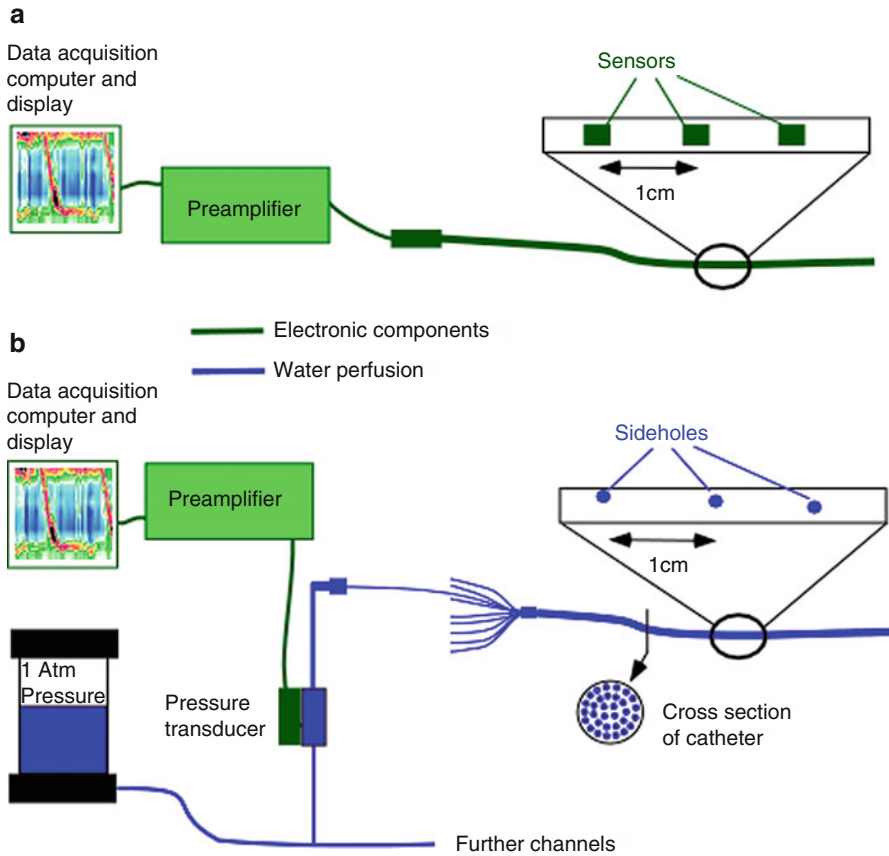 a
Data acquisition
computer and
display
Preamplifier
Sensors
1cm
Electronic components
Water perfusion
b
Data acquisition
computer and
display
Preamplifier
Sideholes
1cm
1 Atm
Pressure
Pressure
transducer
Cross section
of catheter
Further channels